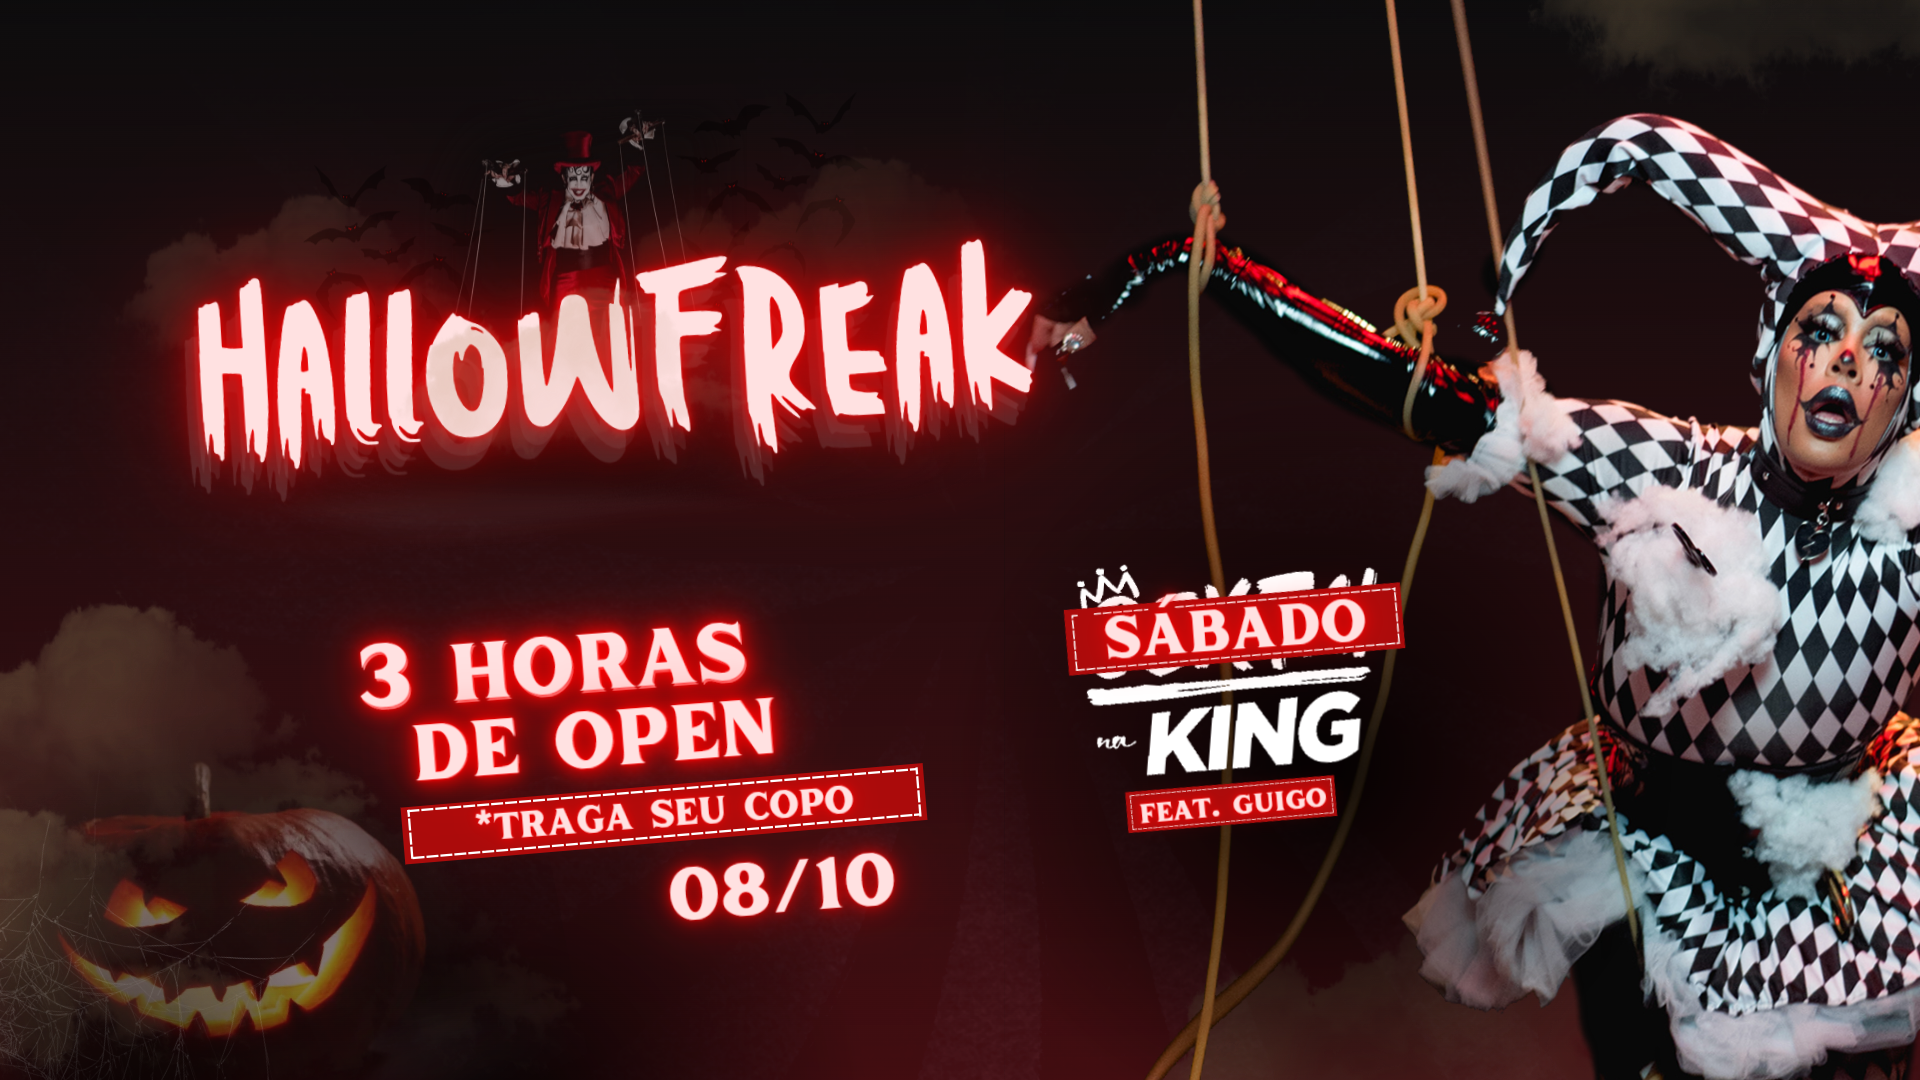 HALLOWFREAK
3 HORAS
DE OPEN
*TRAGA SEU COPO
08/10
SÁBADO
na KING
FEAT. GUIGO